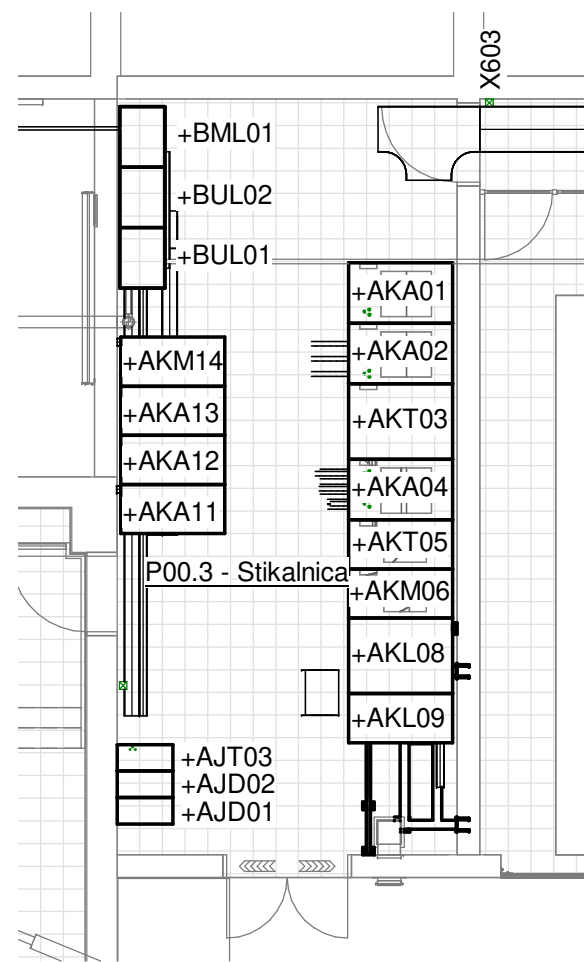 X603
+BML01
+BUL02
+BUL01
+AKA01
+AKA02
+AKM14
+AKA13
+AKT03
+AKA12
+AKA04
+AKA11
+AKT05
P00.3 - Stikalnica
+AKM06
+AKL08
+AKL09
+AJT03
+AJD02
+AJD01